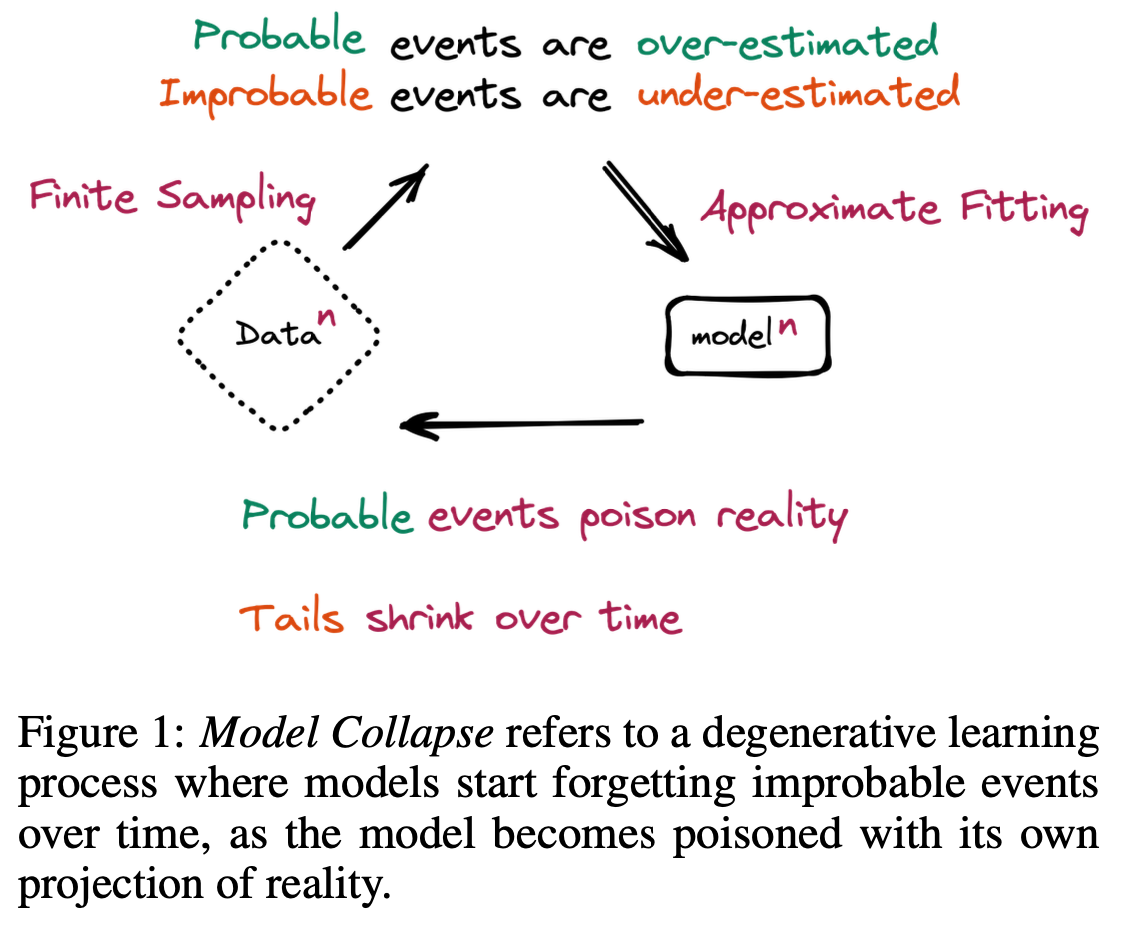 Probable events are over-estimated
Improbable events are under-estimated
Finite Sampling
Approximate Fitting
Data^n
model^n
Probable events poison reality
Tails shrink over time
Figure 1: Model Collapse refers to a degenerative learning
process where models start forgetting improbable events
over time, as the model becomes poisoned with its own
projection of reality.